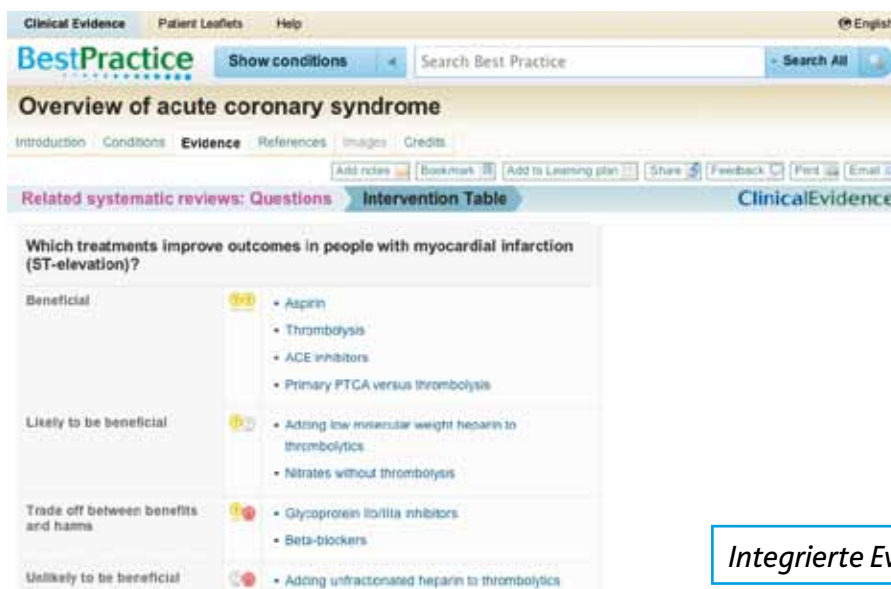 Clinical Evidence Patient Leaflets Help English
BestPractice Show conditions Search Best Practice Search All
Overview of acute coronary syndrome
Introduction Conditions Evidence References Images Credits
Add notes Bookmark Add to Learning plan Share Feedback Print Email
Related systematic reviews: Questions Intervention Table ClinicalEvidence
Which treatments improve outcomes in people with myocardial infarction
(ST-elevation)?
Beneficial • Aspirin
• Thrombolysis
• ACE inhibitors
• Primary PTCA versus thrombolysis
Likely to be beneficial • Adding low molecular weight heparin to
thrombolytics
• Nitrates without thrombolysis
Trade off between benefits
and harms
• Glycoprotein IIb/IIIa inhibitors
• Beta-blockers
Unlikely to be beneficial • Adding unfractionated heparin to thrombolytics
Integrierte Ev